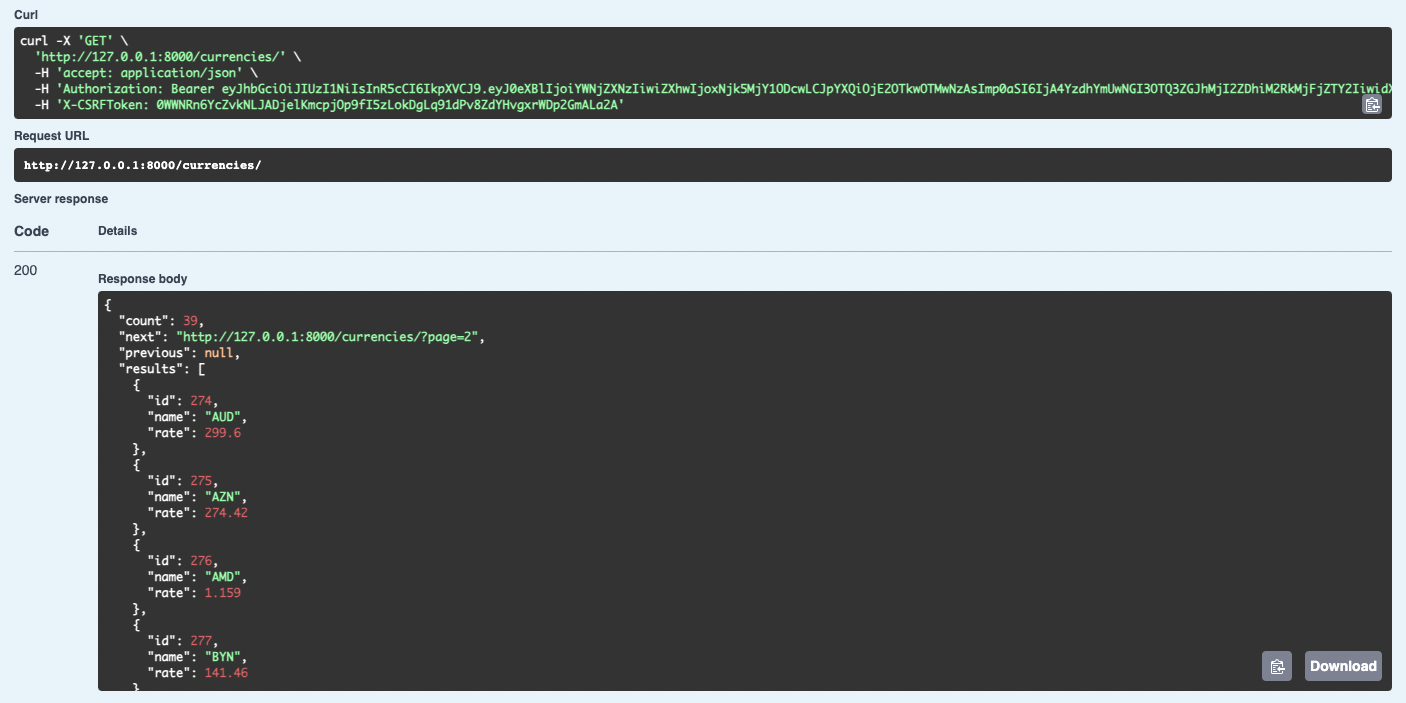 Curl
curl -X 'GET' \
'http://127.0.0.1:8000/currencies/' \
-H 'accept: application/json' \
-H 'Authorization: Bearer eyJhbGciOiJIUzI1NiIsInR5cCI6IkpXVCJ9.eyJ0eXBlIjoiYWNjZXNzIiwiZXhwIjoxNjk5MjY1ODcwLCJpYXQiOjE2OTkwOTMwNzAsImp0aSI6IjA4YzdhYmUwNGI3OTQ3ZGJhMjI2ZDhiM2RkMjFjZTY2IiwidX
-H 'X-CSRFToken: 0WWNRn6YcZvkNLJADjelKmcpjOp9fI5zLokDgLq91dPv8ZdYHvgxrWDp2GmALa2A'
Request URL
http://127.0.0.1:8000/currencies/
Server response
Code Details
200
Response body
{
"count": 39,
"next": "http://127.0.0.1:8000/currencies/?page=2",
"previous": null,
"results": [
{
"id": 274,
"name": "AUD",
"rate": 299.6
},
{
"id": 275,
"name": "AZN",
"rate": 274.42
},
{
"id": 276,
"name": "AMD",
"rate": 1.159
},
{
"id": 277,
"name": "BYN",
"rate": 141.46
}
Download